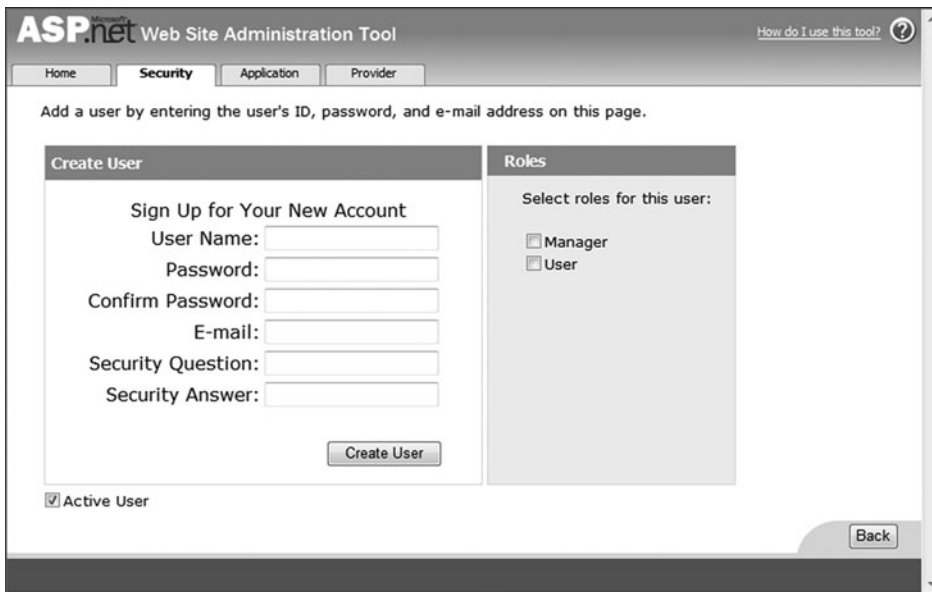 Microsoft
ASP.net Web Site Administration Tool
How do I use this tool? ?
Home Security Application Provider
Add a user by entering the user's ID, password, and e-mail address on this page.
Create User
Sign Up for Your New Account
User Name:
Password:
Confirm Password:
E-mail:
Security Question:
Security Answer:
Create User
Roles
Select roles for this user:
Manager
User
Active User
Back